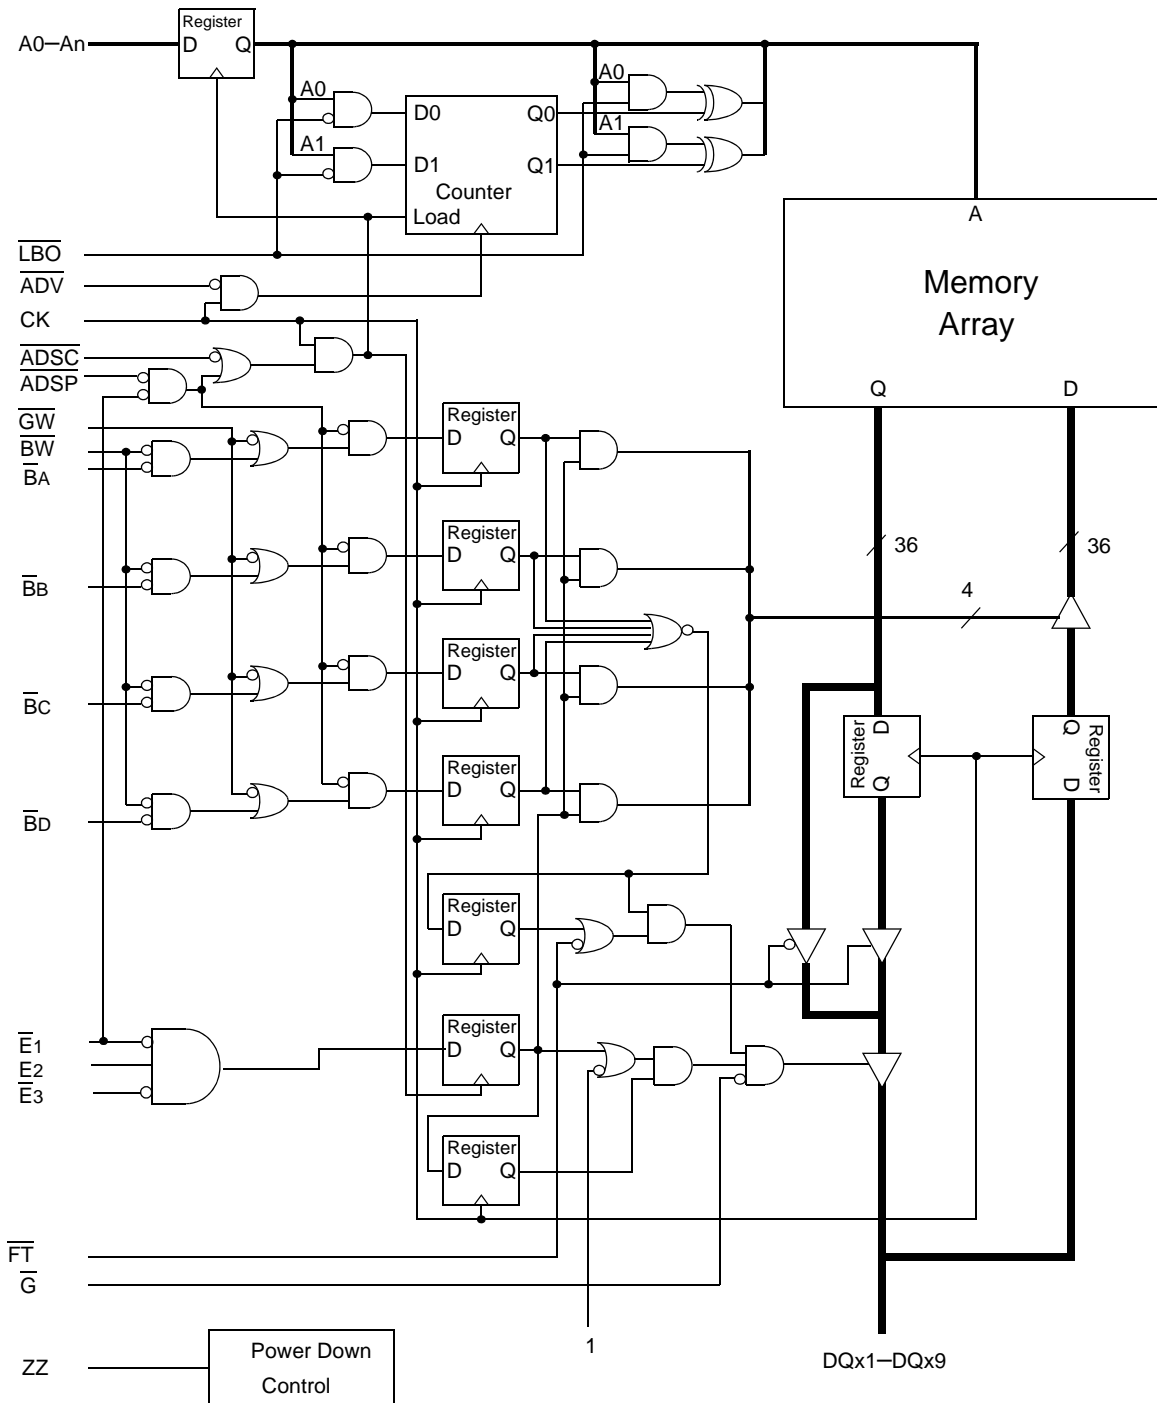 Register
A0–An
D Q
A0
A0
D0 Q0
A1
A1
D1 Q1
Counter
Load
A
LBO
ADV
Memory
CK
Array
ADSC
ADSP
Q D
GW
Register
BW
D Q
BA
Register
D Q
36 36
BB
4
Register
D Q
BC
D
Register
Q
Q
Register
D
Register
D Q
BD
Register
D Q
Register
E1
D Q
E2
E3
Register
D Q
FT
G
1
Power Down
ZZ
DQx1–DQx9
Control